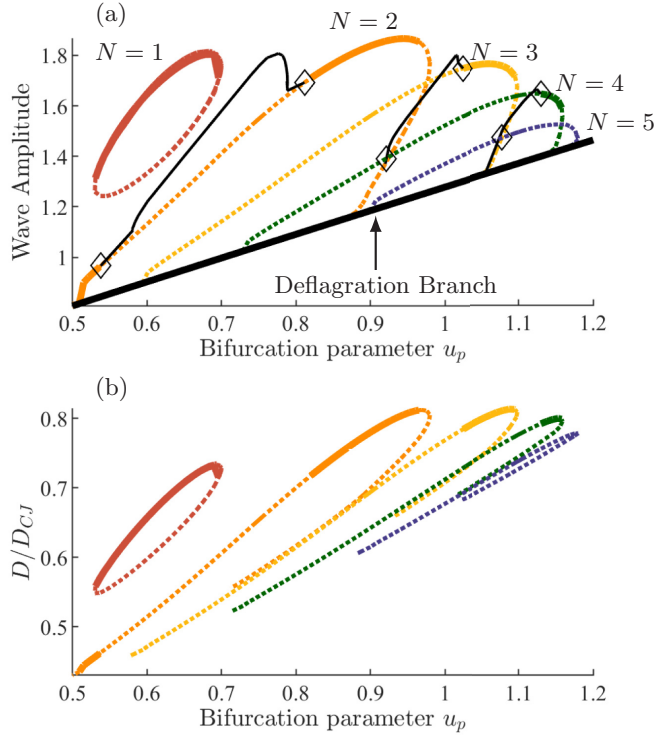 (a)
N = 1
N = 2
N = 3
N = 4
N = 5
Wave Amplitude
1.8
1.6
1.4
1.2
1
Deflagration Branch
0.5 0.6 0.7 0.8 0.9 1 1.1 1.2
Bifurcation parameter u_p
(b)
D/D_{CJ}
0.8
0.7
0.6
0.5
0.5 0.6 0.7 0.8 0.9 1 1.1 1.2
Bifurcation parameter u_p